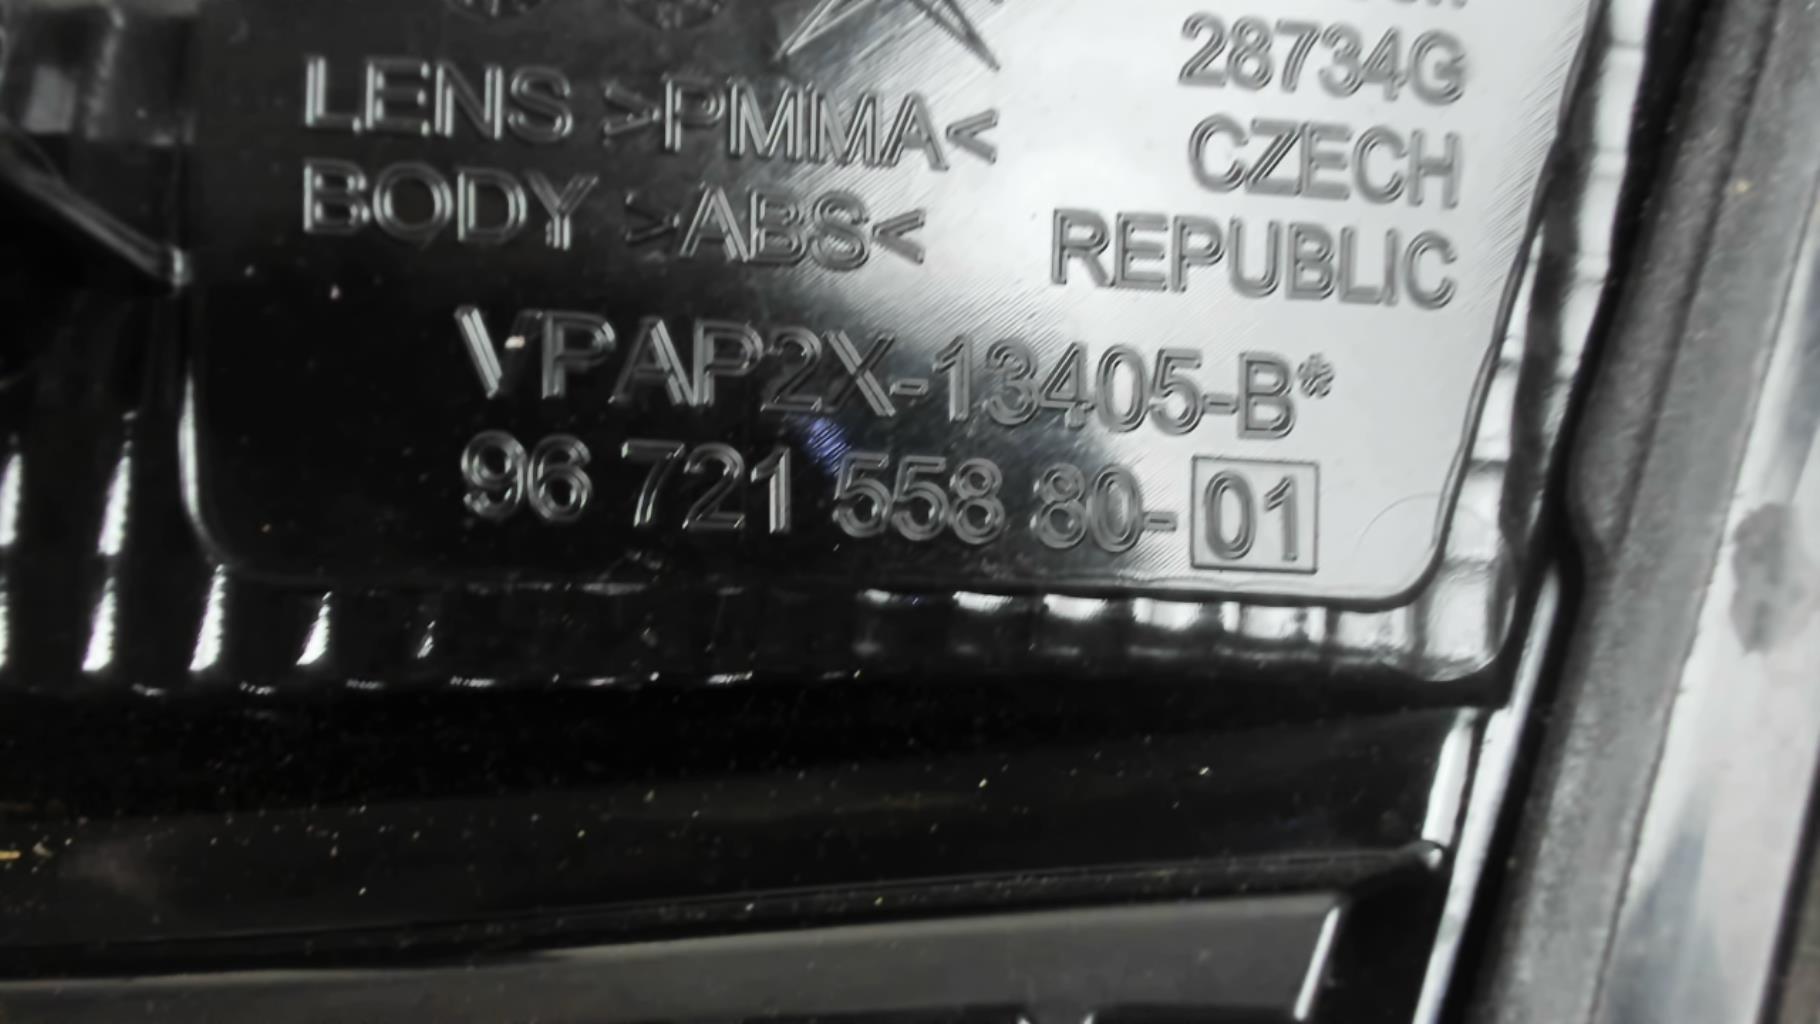 28734G
LENS >PMMA<
CZECH
BODY >ABS<
REPUBLIC
VPAP2X-13405-B*
96 721 558 80-01